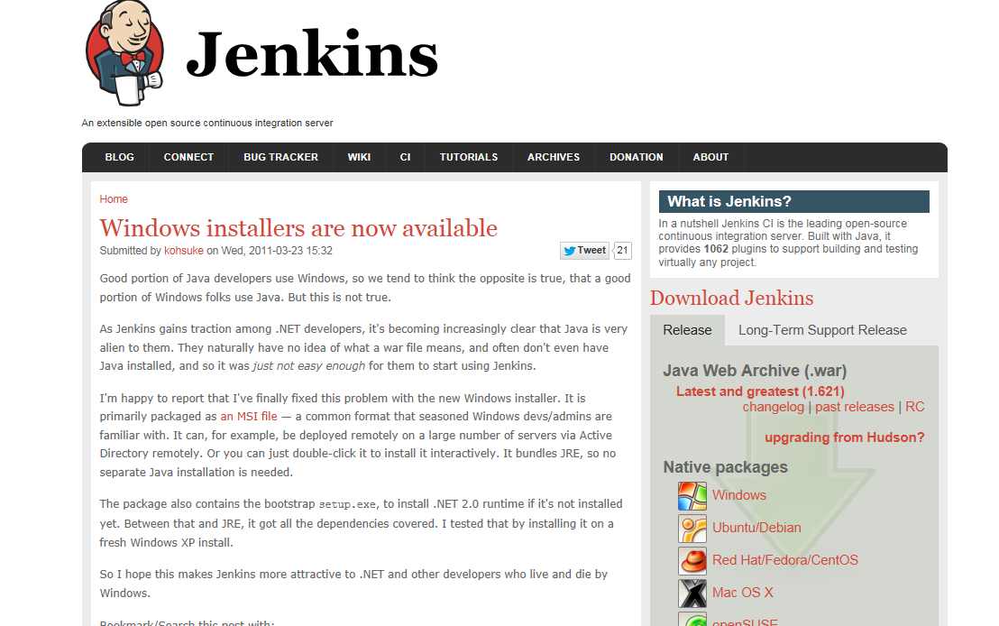 Jenkins
An extensible open source continuous integration server
BLOG CONNECT BUG TRACKER WIKI CI TUTORIALS ARCHIVES DONATION ABOUT
Home
Windows installers are now available
Submitted by kohsuke on Wed, 2011-03-23 15:32
Tweet 21
Good portion of Java developers use Windows, so we tend to think the opposite is true, that a good
portion of Windows folks use Java. But this is not true.
As Jenkins gains traction among .NET developers, it's becoming increasingly clear that Java is very
alien to them. They naturally have no idea of what a war file means, and often don't even have
Java installed, and so it was just not easy enough for them to start using Jenkins.
I'm happy to report that I've finally fixed this problem with the new Windows installer. It is
primarily packaged as an MSI file — a common format that seasoned Windows devs/admins are
familiar with. It can, for example, be deployed remotely on a large number of servers via Active
Directory remotely. Or you can just double-click it to install it interactively. It bundles JRE, so no
separate Java installation is needed.
The package also contains the bootstrap setup.exe, to install .NET 2.0 runtime if it's not installed
yet. Between that and JRE, it got all the dependencies covered. I tested that by installing it on a
fresh Windows XP install.
So I hope this makes Jenkins more attractive to .NET and other developers who live and die by
Windows.
Bookmark/Search this post with:
What is Jenkins?
In a nutshell Jenkins CI is the leading open-source
continuous integration server. Built with Java, it
provides 1062 plugins to support building and testing
virtually any project.
Download Jenkins
Release Long-Term Support Release
Java Web Archive (.war)
Latest and greatest (1.621)
changelog | past releases | RC
upgrading from Hudson?
Native packages
Windows
Ubuntu/Debian
Red Hat/Fedora/CentOS
Mac OS X
openSUSE